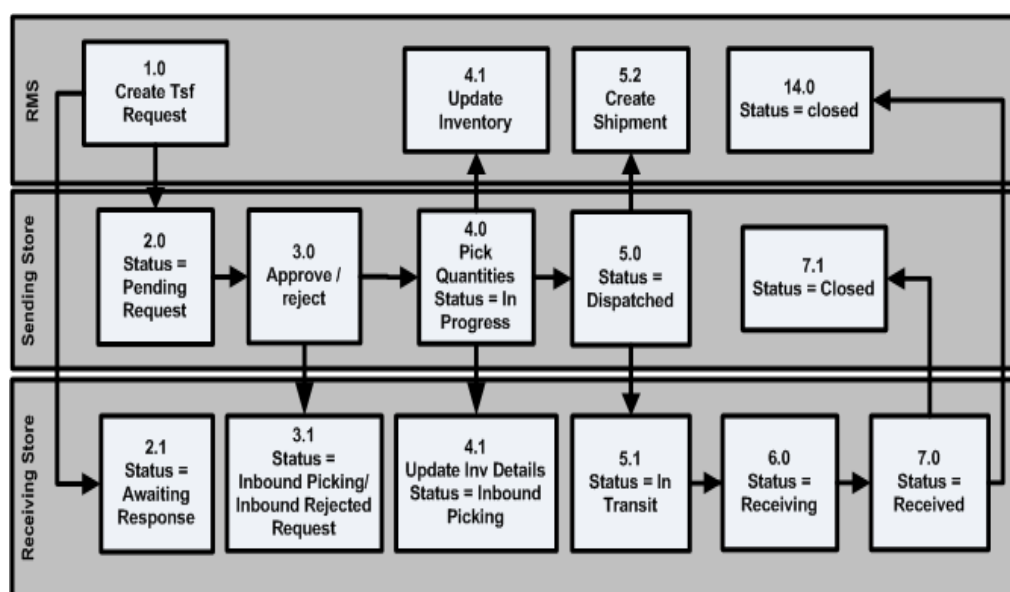 RMS
1.0
Create Tsf
Request
4.1
Update
Inventory
5.2
Create
Shipment
14.0
Status = closed
Sending Store
2.0
Status =
Pending
Request
3.0
Approve /
reject
4.0
Pick
Quantities
Status = In
Progress
5.0
Status =
Dispatched
7.1
Status = Closed
Receiving Store
2.1
Status =
Awaiting
Response
3.1
Status =
Inbound Picking/
Inbound Rejected
Request
4.1
Update Inv Details
Status = Inbound
Picking
5.1
Status = In
Transit
6.0
Status =
Receiving
7.0
Status =
Received